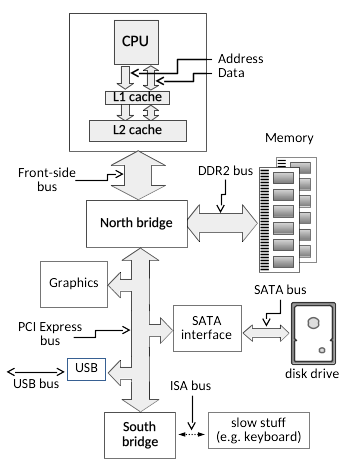 CPU
Address
Data
L1 cache
L2 cache
Memory
Front-side
bus
DDR2 bus
North bridge
Graphics
SATA bus
PCI Express
bus
SATA
interface
USB
USB bus
disk drive
ISA bus
South
bridge
slow stuff
(e.g. keyboard)